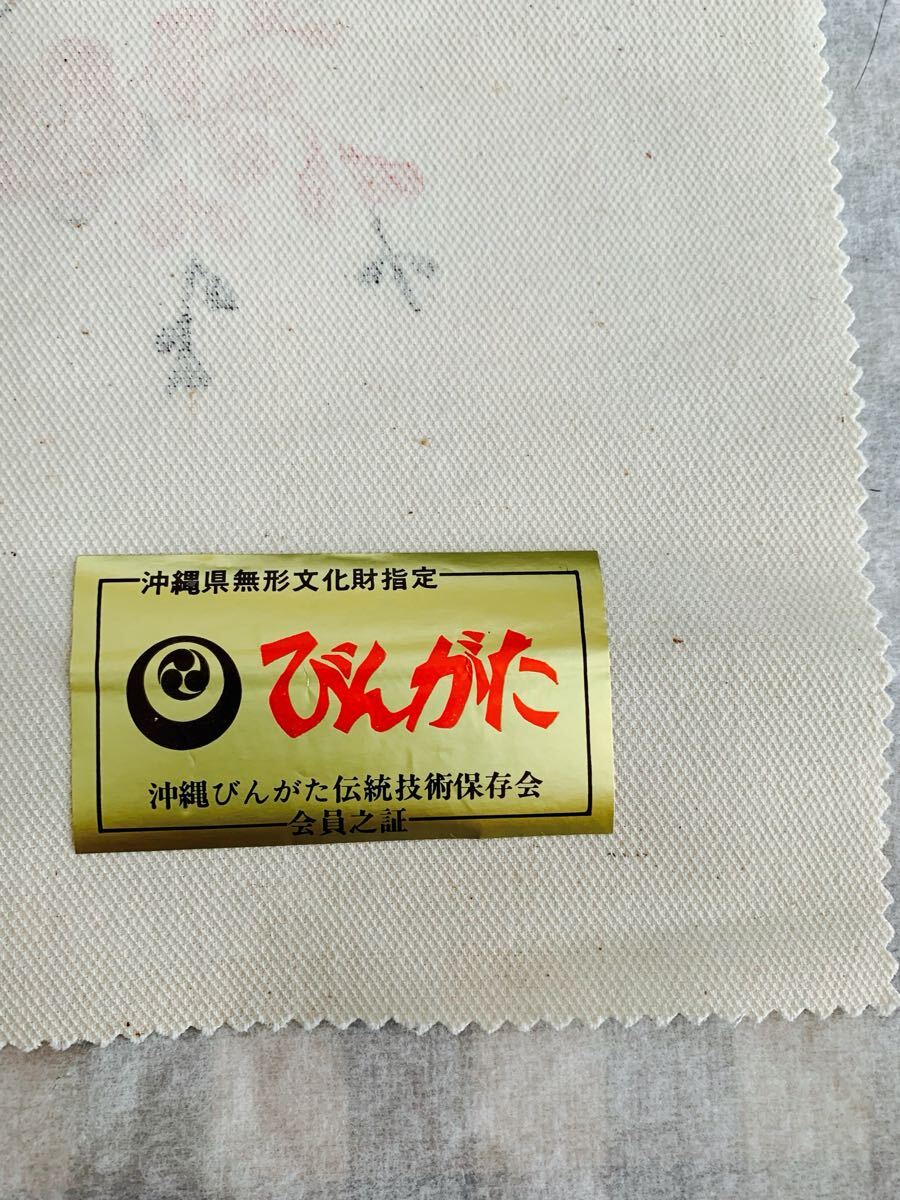 沖縄県無形文化財指定
びんがた
沖縄びんがた伝統技術保存会
会員之証